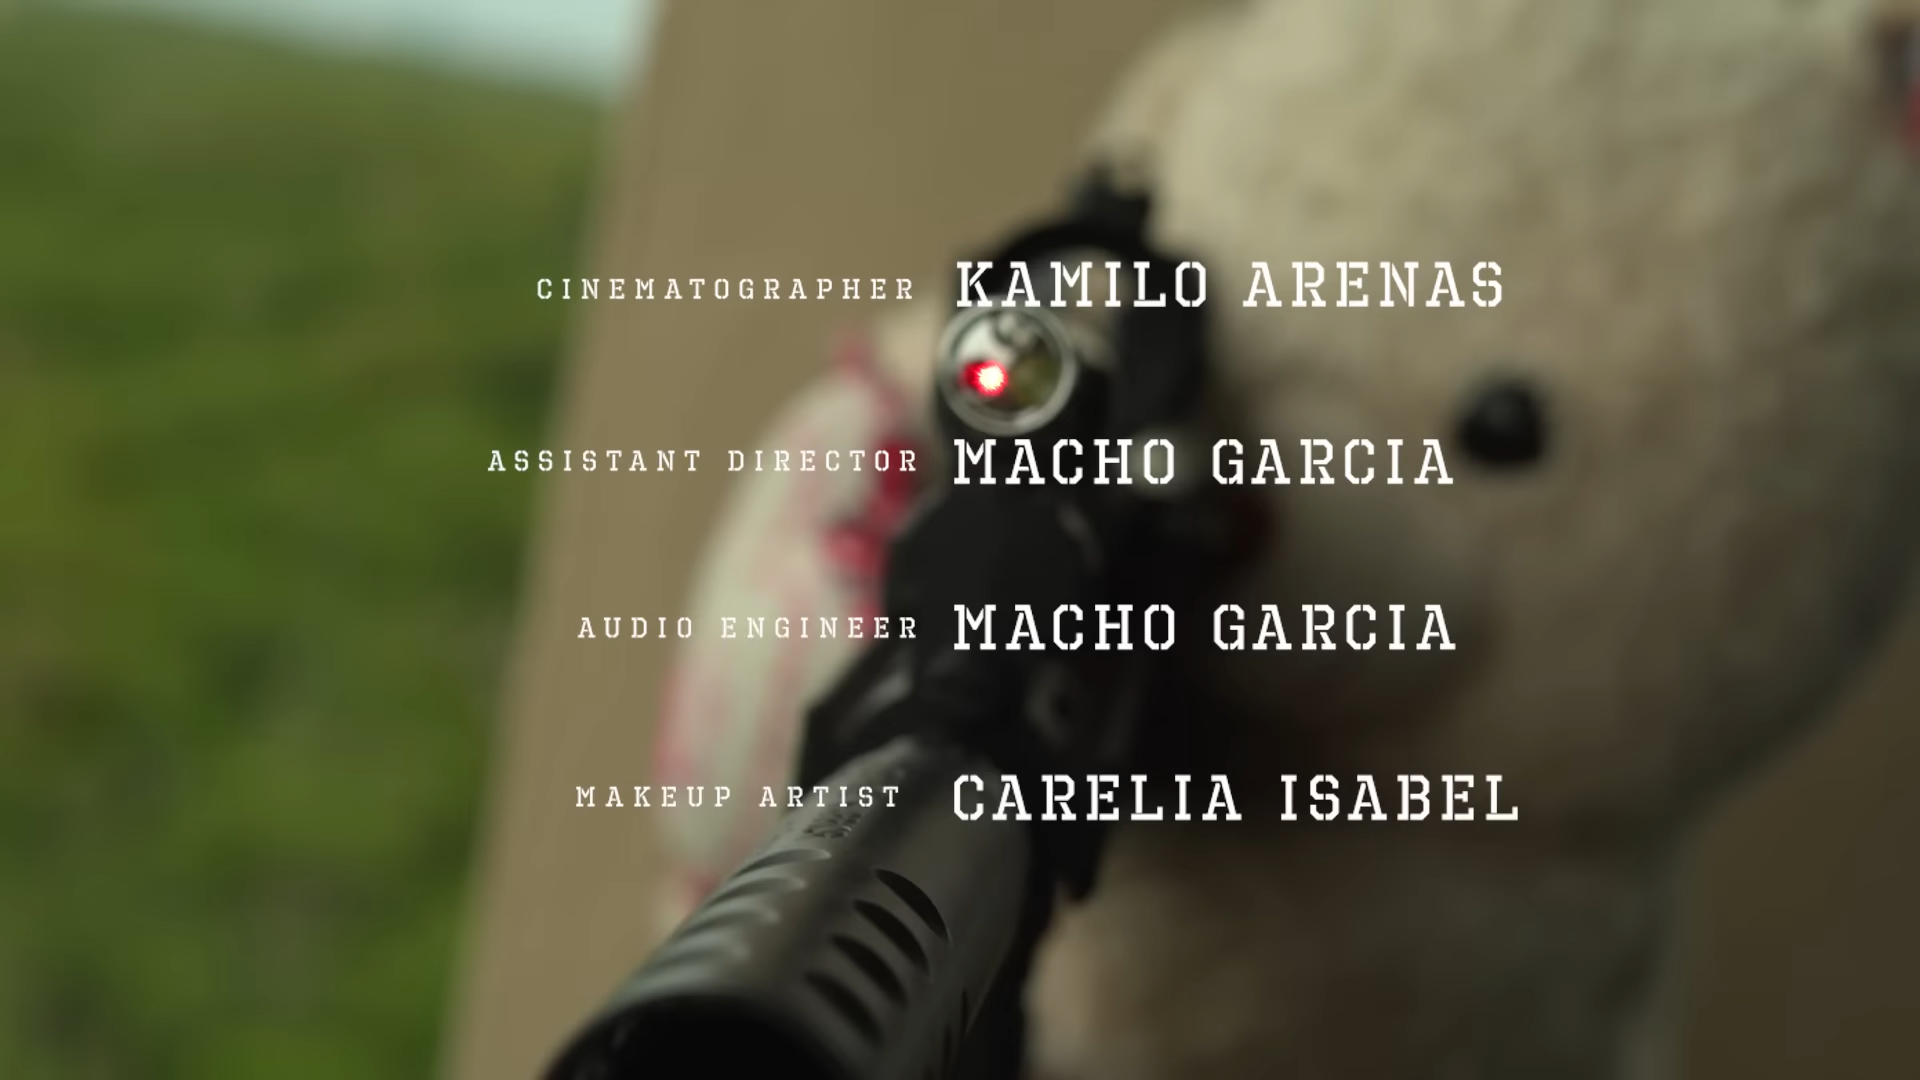 CINEMATOGRAPHER KAMILO ARENAS
ASSISTANT DIRECTOR MACHO GARCIA
AUDIO ENGINEER MACHO GARCIA
MAKEUP ARTIST CARELIA ISABEL